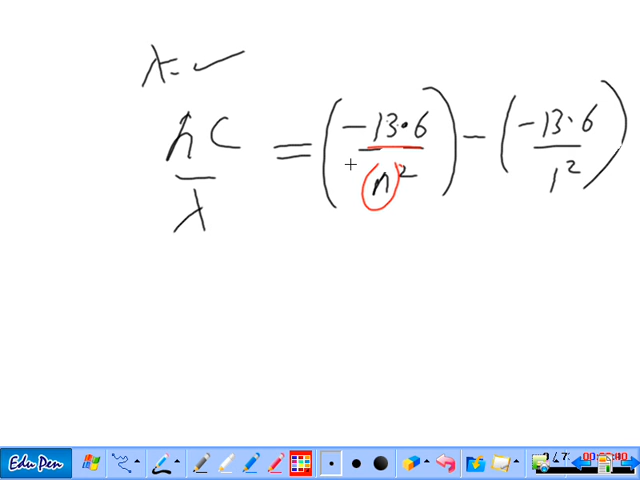 λ = ✓
hc/λ = (-13.6/n²) - (-13.6/1²)
Edu Pen